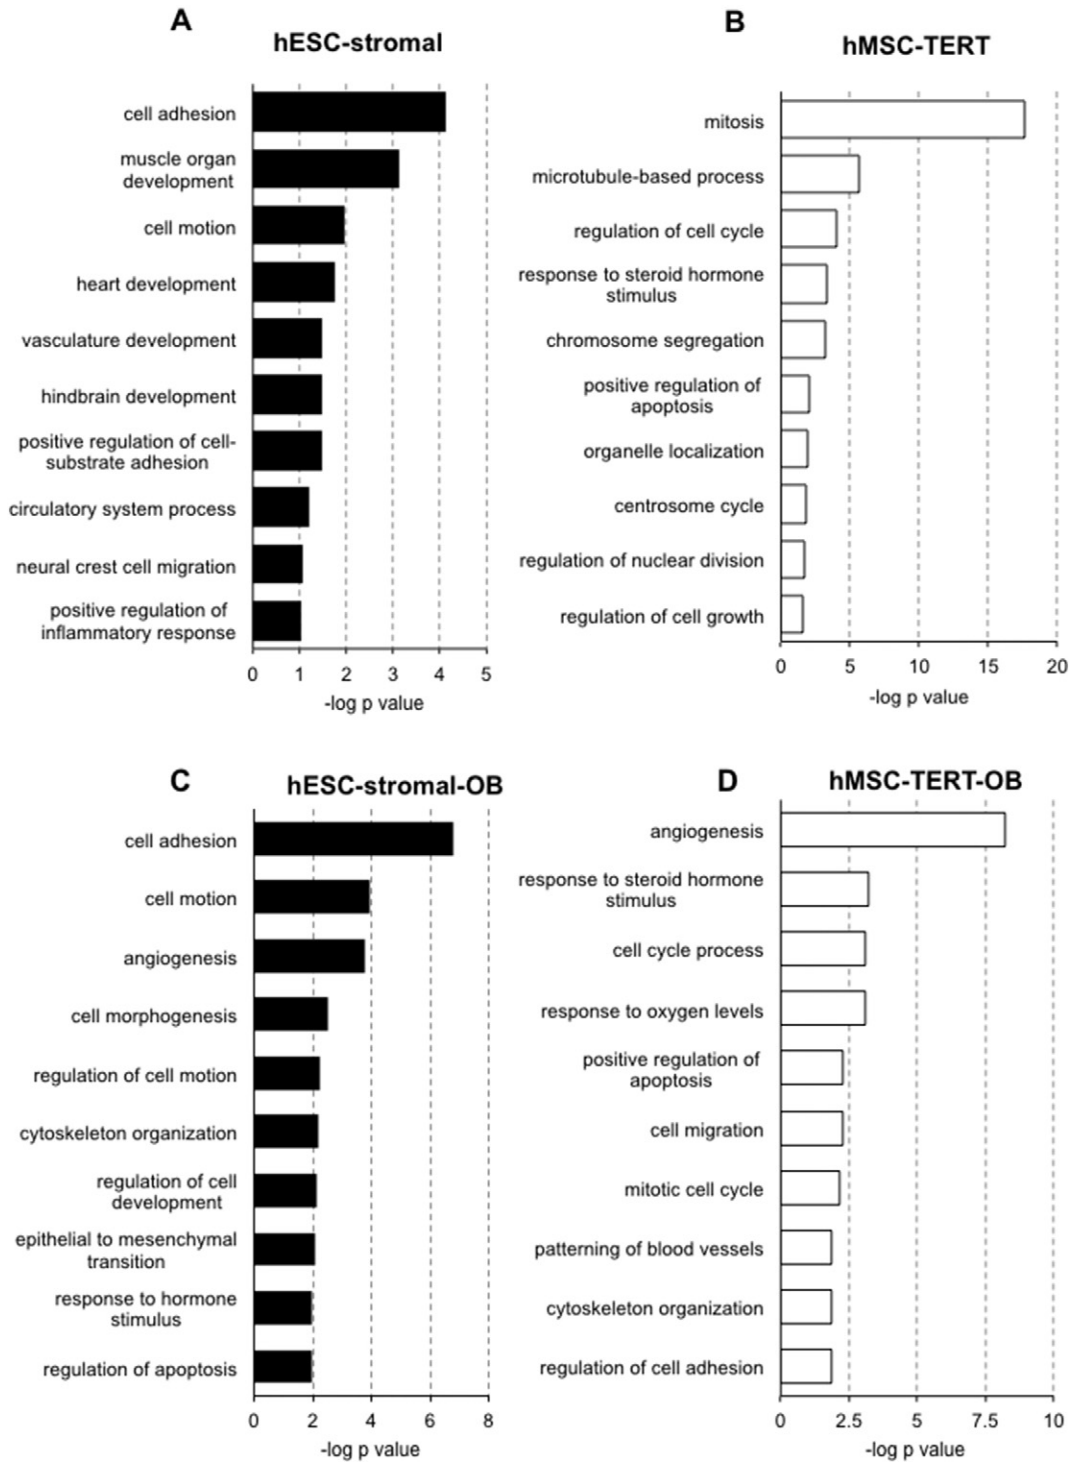 A
hESC-stromal
cell adhesion
muscle organ
development
cell motion
heart development
vasculature development
hindbrain development
positive regulation of cell-
substrate adhesion
circulatory system process
neural crest cell migration
positive regulation of
inflammatory response
0 1 2 3 4 5
-log p value
B
hMSC-TERT
mitosis
microtubule-based process
regulation of cell cycle
response to steroid hormone
stimulus
chromosome segregation
positive regulation of
apoptosis
organelle localization
centrosome cycle
regulation of nuclear division
regulation of cell growth
0 5 10 15 20
-log p value
C
hESC-stromal-OB
cell adhesion
cell motion
angiogenesis
cell morphogenesis
regulation of cell motion
cytoskeleton organization
regulation of cell
development
epithelial to mesenchymal
transition
response to hormone
stimulus
regulation of apoptosis
0 2 4 6 8
-log p value
D
hMSC-TERT-OB
angiogenesis
response to steroid hormone
stimulus
cell cycle process
response to oxygen levels
positive regulation of
apoptosis
cell migration
mitotic cell cycle
patterning of blood vessels
cytoskeleton organization
regulation of cell adhesion
0 2.5 5 7.5 10
-log p value